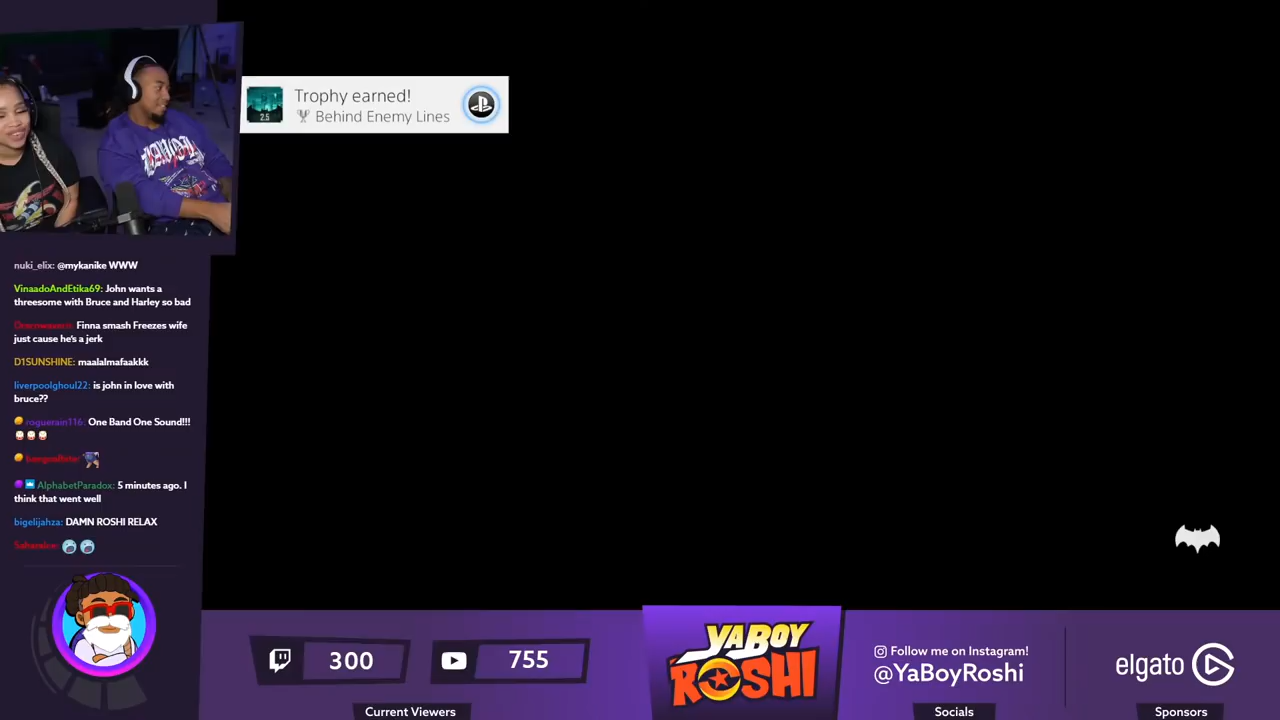 Trophy earned!
Behind Enemy Lines
2.5
nuki_elix: @mykanike WWW
VinaadoAndEtika69: John wants a
threesome with Bruce and Harley so bad
Finna smash Freezes wife
just cause he's a jerk
D1SUNSHINE: maalalmafaakkk
liverpoolghoul22: is john in love with
bruce??
roguerain116: One Band One Sound!!!
AlphabetParadox: 5 minutes ago. I
think that went well
bigelijahza: DAMN ROSHI RELAX
300
755
Current Viewers
YABOY
ROSHI
Follow me on Instagram!
@YaBoyRoshi
Socials
elgato
Sponsors